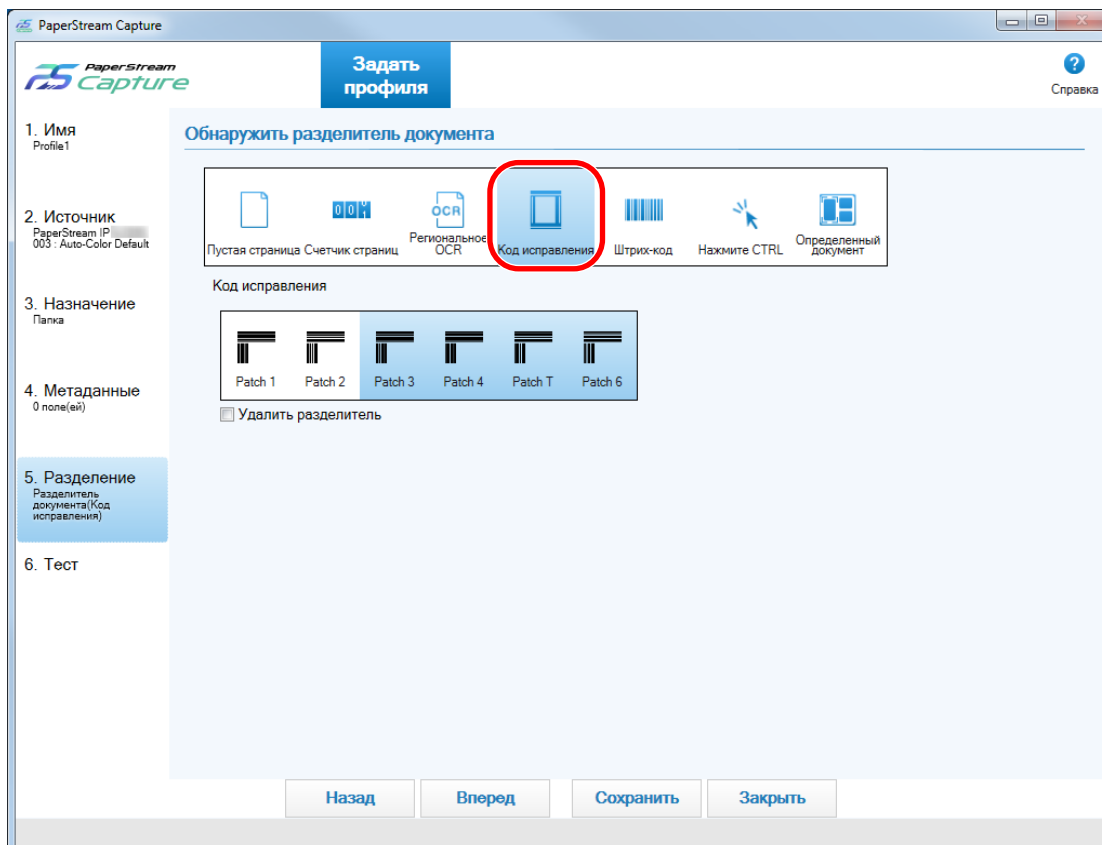 PaperStream Capture
PaperStream
Capture
Задать
профиля
Справка
1. Имя
Profile1
2. Источник
PaperStream IP
003 : Auto-Color Default
3. Назначение
Папка
4. Метаданные
0 поле(ей)
5. Разделение
Разделитель
документа(Код
исправления)
6. Тест
Обнаружить разделитель документа
Пустая страница
001
Счетчик страниц
OCR
Региональное
OCR
Код исправления
Штрих-код
Нажмите CTRL
Определенный
документ
Код исправления
Patch 1 Patch 2 Patch 3 Patch 4 Patch T Patch 6
Удалить разделитель
Назад Вперед Сохранить Закрыть